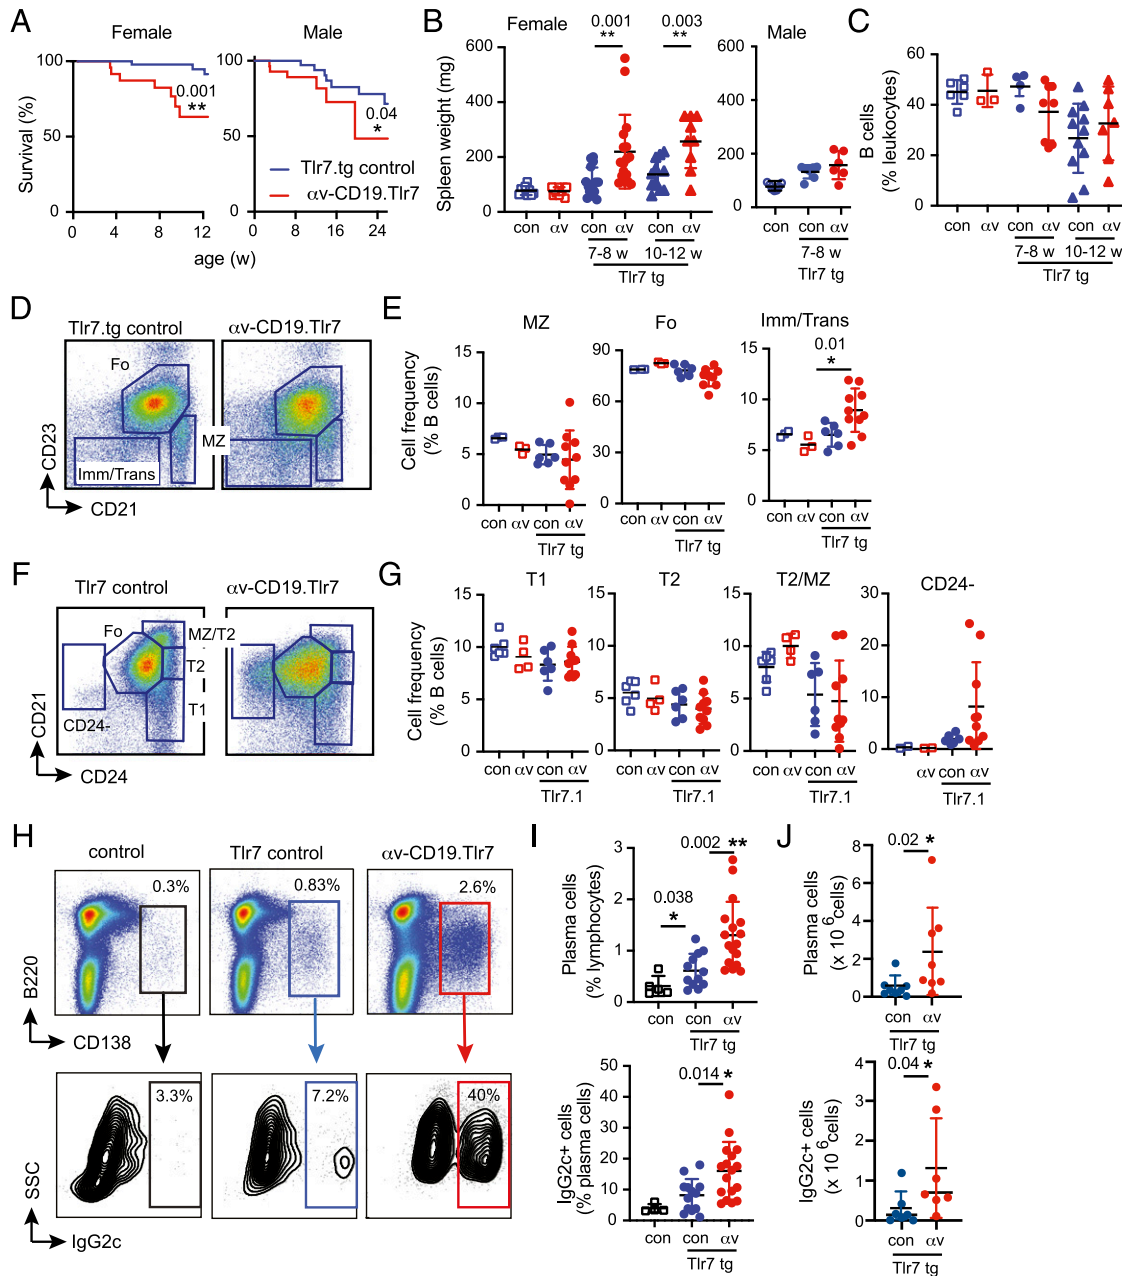 A
Female
Male
Survival (%)
100
50
0
0 4 8 12
0.001
**
100
50
0
0 8 16 24
0.04
*
Tlr7.tg control
αv-CD19.Tlr7
age (w)
B
Female
Male
Spleen weight (mg)
600
400
200
0
0.001
**
0.003
**
con αv con αv con αv
7-8 w 10-12 w
Tlr7 tg
600
400
200
0
con con αv
7-8 w
Tlr7 tg
C
B cells
(% leukocytes)
60
40
20
0
con αv con αv con αv
7-8 w 10-12 w
Tlr7 tg
D
Tlr7.tg control
αv-CD19.Tlr7
Fo
MZ
Imm/Trans
CD23
CD21
E
MZ
Fo
Imm/Trans
Cell frequency
(% B cells)
15
10
5
0
con αv con αv
Tlr7 tg
90
60
30
0
con αv con αv
Tlr7 tg
15
10
5
0
0.01
*
con αv con αv
Tlr7 tg
F
Tlr7 control
αv-CD19.Tlr7
Fo
MZ/T2
T2
T1
CD24-
CD21
CD24
G
T1
T2
T2/MZ
CD24-
Cell frequency
(% B cells)
15
10
5
0
con αv con αv
Tlr7.1
15
10
5
0
con αv con αv
Tlr7.1
15
10
5
0
con αv con αv
Tlr7.1
30
20
10
0
αv con αv
Tlr7.1
H
control
Tlr7 control
αv-CD19.Tlr7
0.3%
0.83%
2.6%
B220
CD138
3.3%
7.2%
40%
SSC
IgG2c
I
Plasma cells
(% lymphocytes)
3
2
1
0
0.038
*
0.002
**
con con αv
Tlr7 tg
IgG2c+ cells
(% plasma cells)
50
40
30
20
10
0
0.014
*
con con αv
Tlr7 tg
J
Plasma cells
(x 10 6cells)
8
6
4
2
0
0.02
*
con αv
Tlr7 tg
IgG2c+ cells
(x 10 6cells)
4
3
2
1
0
0.04
*
con αv
Tlr7 tg